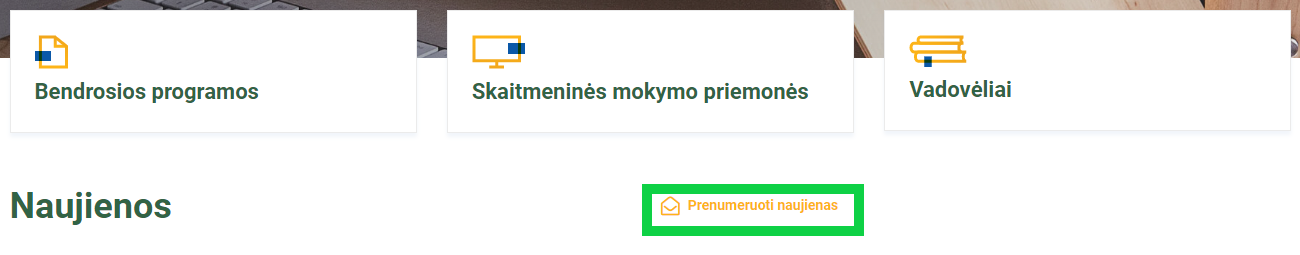 Bendrosios programos
Skaitmeninės mokymo priemonės
Vadovėliai
Naujienos
Prenumeruoti naujienas